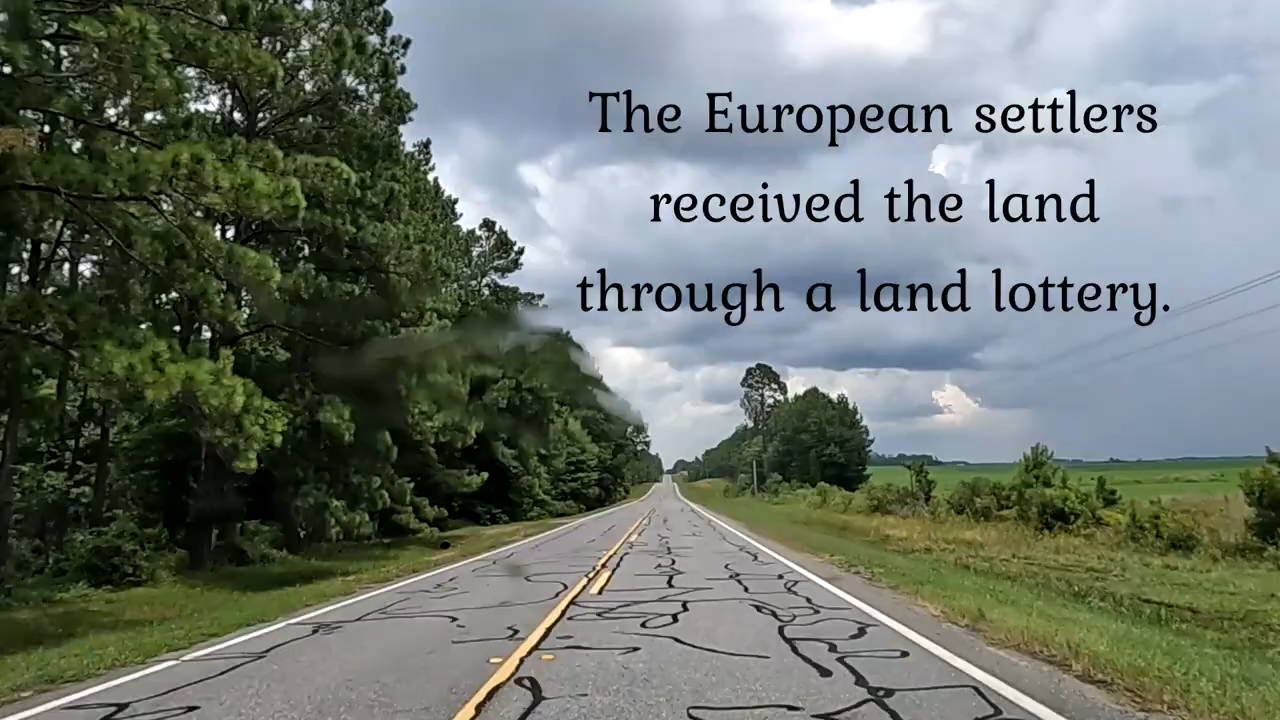 The European settlers
received the land
through a land lottery.